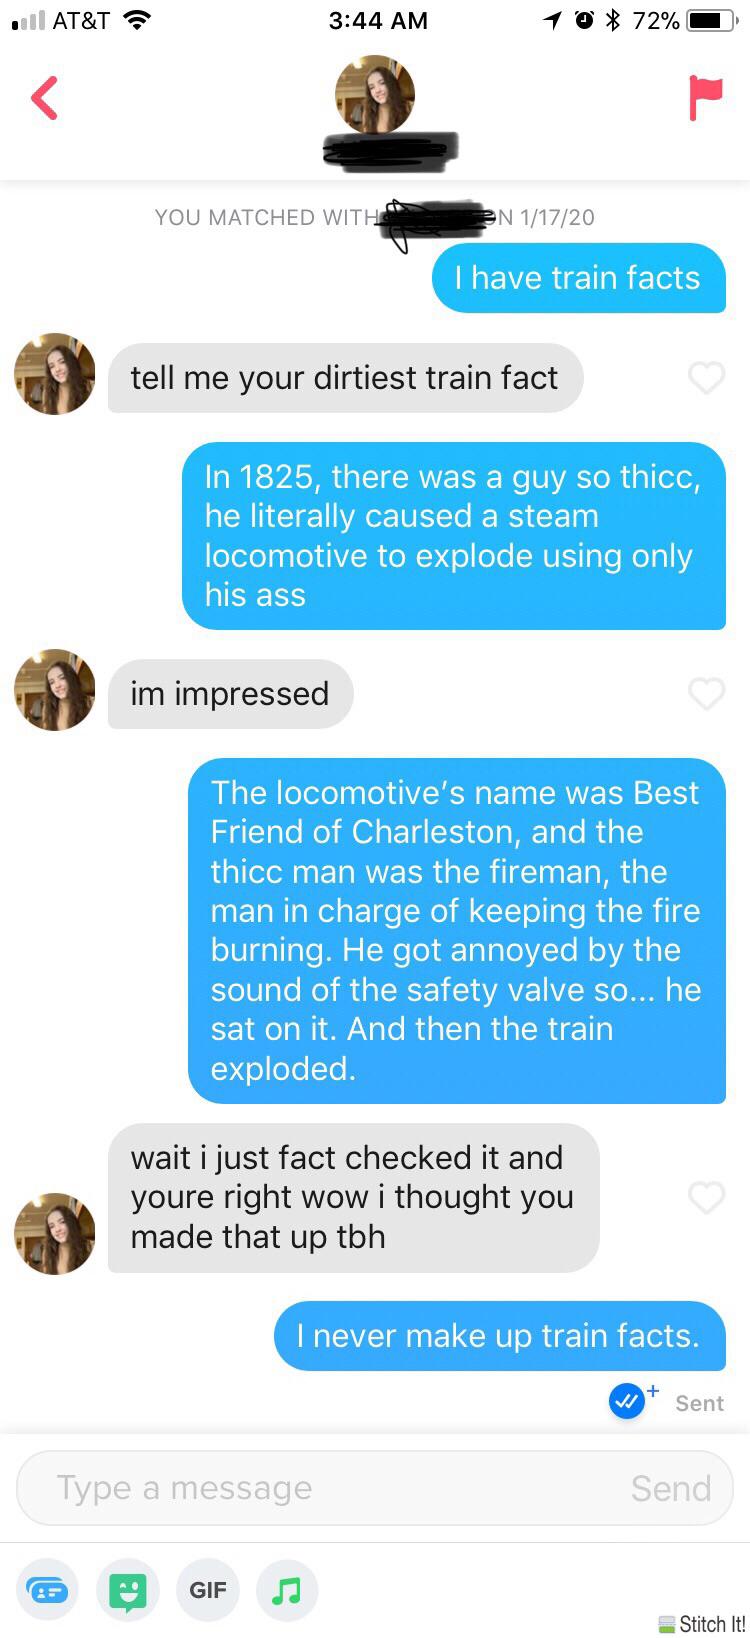 AT&T
3:44 AM
72%
YOU MATCHED WITH ON 1/17/20
I have train facts
tell me your dirtiest train fact
In 1825, there was a guy so thicc,
he literally caused a steam
locomotive to explode using only
his ass
im impressed
The locomotive's name was Best
Friend of Charleston, and the
thicc man was the fireman, the
man in charge of keeping the fire
burning. He got annoyed by the
sound of the safety valve so... he
sat on it. And then the train
exploded.
wait i just fact checked it and
youre right wow i thought you
made that up tbh
I never make up train facts.
Sent
Type a message
Send
GIF
Stitch It!